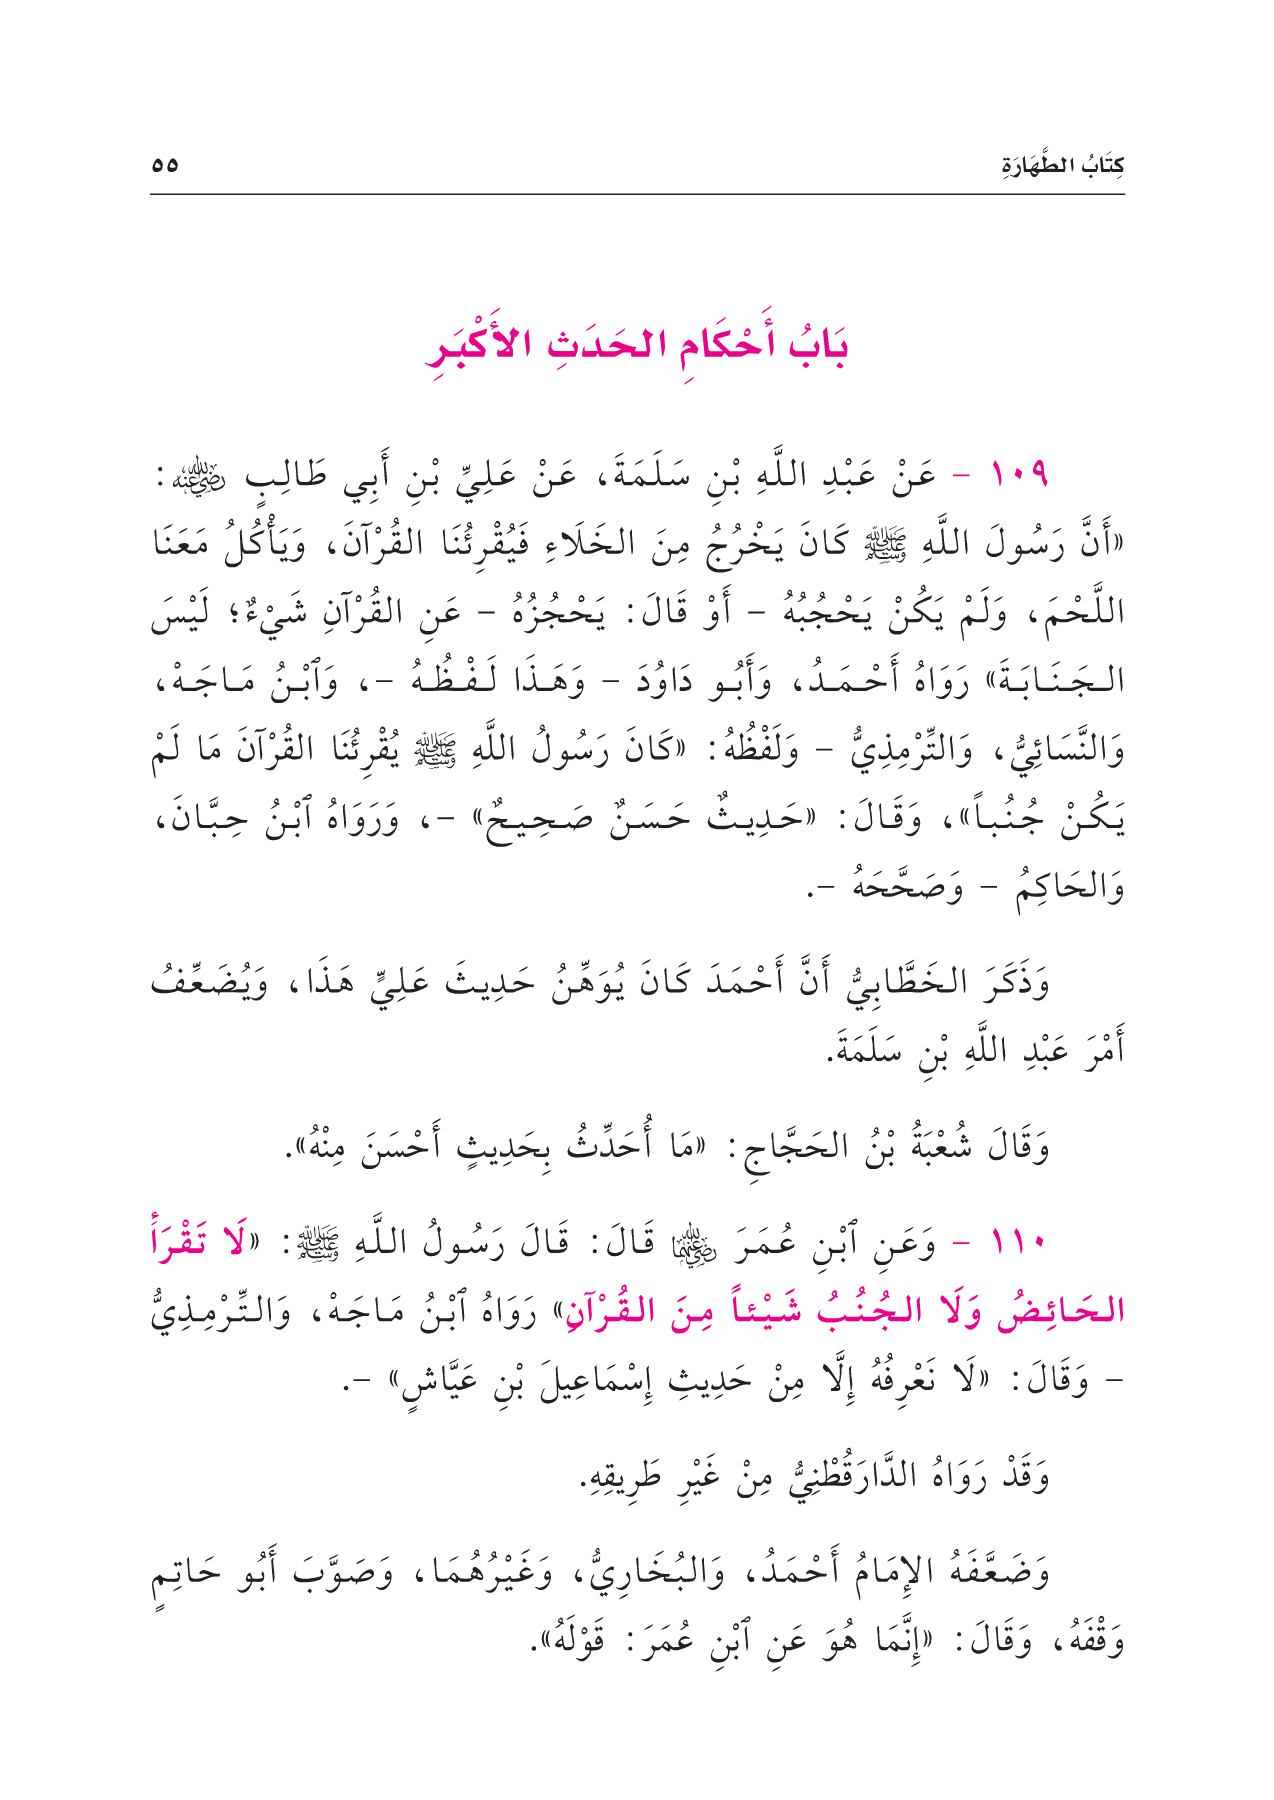 كِتَابُ الطَّهَارَةِ ٥٥
بَابُ أَحْكَامِ الحَدَثِ الأَكْبَرِ
١٠٩ - عَنْ عَبْدِ اللَّهِ بْنِ سَلَمَةَ، عَنْ عَلِيِّ بْنِ أَبِي طَالِبٍ رضي الله عنه:
«أَنَّ رَسُولَ اللَّهِ ﷺ كَانَ يَخْرُجُ مِنَ الخَلَاءِ فَيُقْرِئُنَا القُرْآنَ، وَيَأْكُلُ مَعَنَا
اللَّحْمَ، وَلَمْ يَكُنْ يَحْجُبُهُ - أَوْ قَالَ: يَحْجُزُهُ - عَنِ القُرْآنِ شَيْءٌ؛ لَيْسَ
الجَنَابَةَ» رَوَاهُ أَحْمَدُ، وَأَبُو دَاوُدَ - وَهَذَا لَفْظُهُ -، وَٱبْنُ مَاجَهْ،
وَالنَّسَائِيُّ، وَالتِّرْمِذِيُّ - وَلَفْظُهُ: «كَانَ رَسُولُ اللَّهِ ﷺ يُقْرِئُنَا القُرْآنَ مَا لَمْ
يَكُنْ جُنُباً»، وَقَالَ: «حَدِيثٌ حَسَنٌ صَحِيحٌ» -، وَرَوَاهُ ٱبْنُ حِبَّانَ،
وَالحَاكِمُ - وَصَحَّحَهُ -.
وَذَكَرَ الخَطَّابِيُّ أَنَّ أَحْمَدَ كَانَ يُوَهِّنُ حَدِيثَ عَلِيٍّ هَذَا، وَيُضَعِّفُ
أَمْرَ عَبْدِ اللَّهِ بْنِ سَلَمَةَ.
وَقَالَ شُعْبَةُ بْنُ الحَجَّاجِ: «مَا أُحَدِّثُ بِحَدِيثٍ أَحْسَنَ مِنْهُ».
١١٠ - وَعَنِ ٱبْنِ عُمَرَ رضي الله عنهما قَالَ: قَالَ رَسُولُ اللَّهِ ﷺ: «لَا تَقْرَأُ
الحَائِضُ وَلَا الجُنُبُ شَيْئاً مِنَ القُرْآنِ» رَوَاهُ ٱبْنُ مَاجَهْ، وَالتِّرْمِذِيُّ
- وَقَالَ: «لَا نَعْرِفُهُ إِلَّا مِنْ حَدِيثِ إِسْمَاعِيلَ بْنِ عَيَّاشٍ» -.
وَقَدْ رَوَاهُ الدَّارَقُطْنِيُّ مِنْ غَيْرِ طَرِيقِهِ.
وَضَعَّفَهُ الإِمَامُ أَحْمَدُ، وَالبُخَارِيُّ، وَغَيْرُهُمَا، وَصَوَّبَ أَبُو حَاتِمٍ
وَقْفَهُ، وَقَالَ: «إِنَّمَا هُوَ عَنِ ٱبْنِ عُمَرَ: قَوْلَهُ».